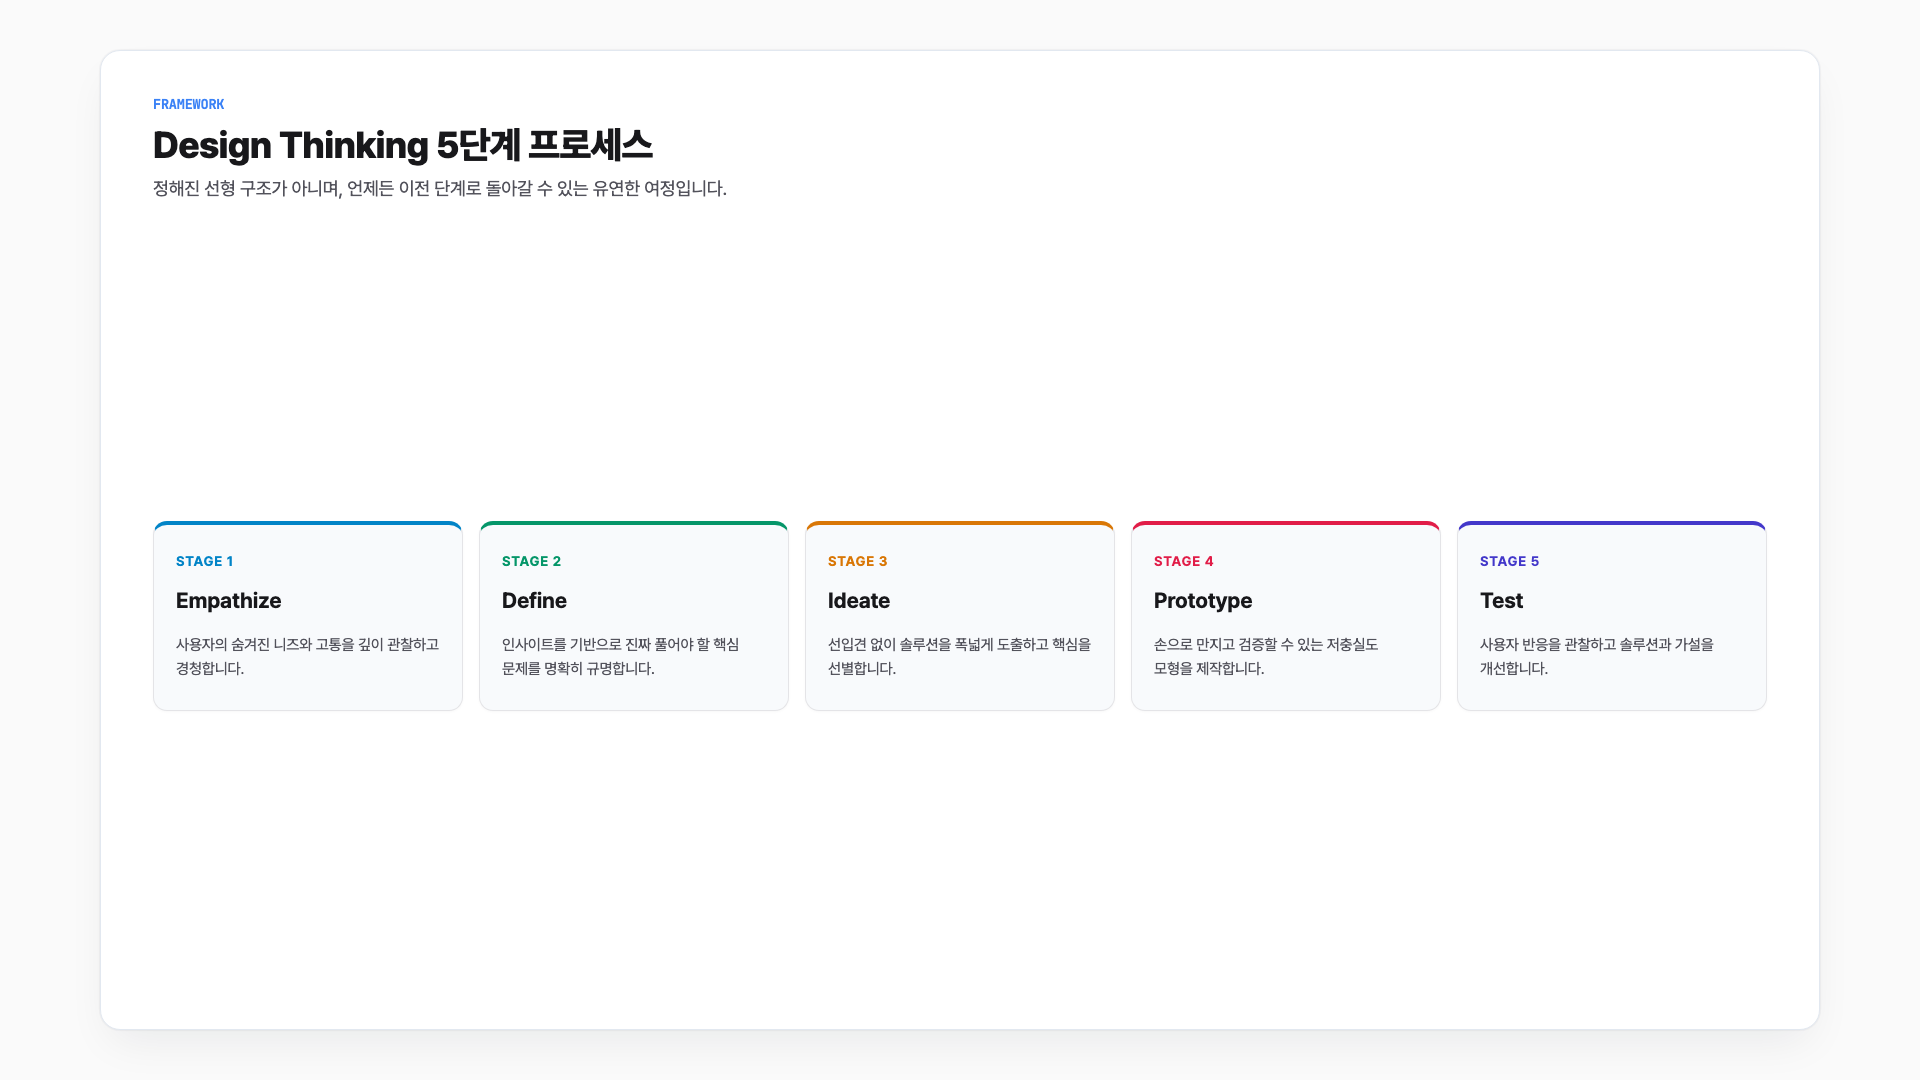 FRAMEWORK
Design Thinking 5단계 프로세스
정해진 선형 구조가 아니며, 언제든 이전 단계로 돌아갈 수 있는 유연한 여정입니다.
STAGE 1
Empathize
사용자의 숨겨진 니즈와 고통을 깊이 관찰하고
경청합니다.
STAGE 2
Define
인사이트를 기반으로 진짜 풀어야 할 핵심
문제를 명확히 규명합니다.
STAGE 3
Ideate
선입견 없이 솔루션을 폭넓게 도출하고 핵심을
선별합니다.
STAGE 4
Prototype
손으로 만지고 검증할 수 있는 저충실도
모형을 제작합니다.
STAGE 5
Test
사용자 반응을 관찰하고 솔루션과 가설을
개선합니다.